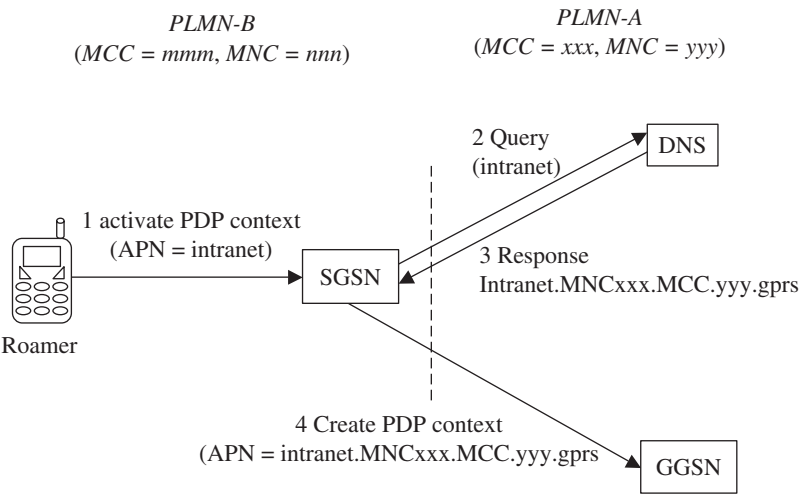 PLMN-B
(MCC = mmm, MNC = nnn)
PLMN-A
(MCC = xxx, MNC = yyy)
2 Query
(intranet)
DNS
1 activate PDP context
(APN = intranet)
SGSN
3 Response
Intranet.MNCxxx.MCC.yyy.gprs
Roamer
4 Create PDP context
(APN = intranet.MNCxxx.MCC.yyy.gprs
GGSN